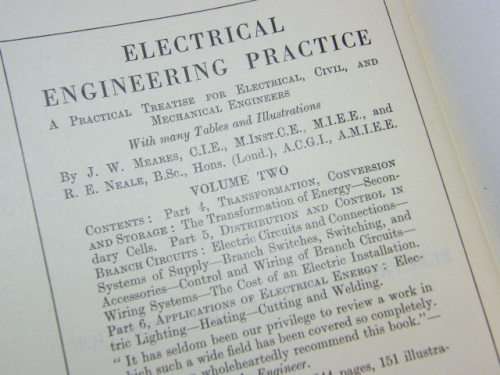 ELECTRICAL
ENGINEERING PRACTICE
A PRACTICAL TREATISE FOR ELECTRICAL, CIVIL, AND
MECHANICAL ENGINEERS
With many Tables and Illustrations
By J. W. MEARES, C.I.E., M.INST.C.E., M.I.E.E., and
R. E. NEALE, B.Sc., Hons. (Lond.), A.C.G.I., A.M.I.E.E.
VOLUME TWO
CONTENTS: Part 4, TRANSFORMATION, CONVERSION
AND STORAGE: The Transformation of Energy—Secon-
dary Cells. Part 5, DISTRIBUTION AND CONTROL IN
BRANCH CIRCUITS: Electric Circuits and Connections—
Systems of Supply—Branch Switches, Switching, and
Accessories—Control and Wiring of Branch Circuits—
Wiring Systems—The Cost of an Electric Installation.
Part 6, APPLICATIONS OF ELECTRICAL ENERGY: Elec-
tric Lighting—Heating—Cutting and Welding.
"It has seldom been our privilege to review a work in
which such a wide field has been covered so completely.
wholeheartedly recommend this book."—
Engineer.
pages, 151 illustra-